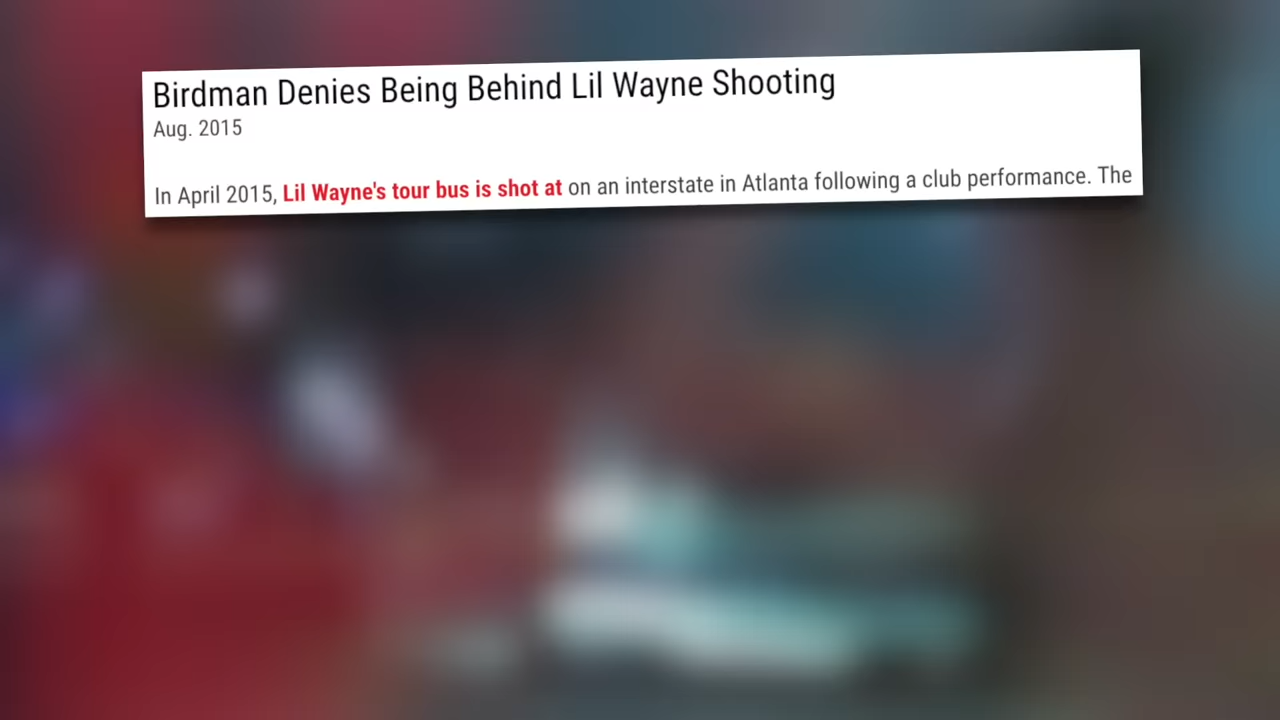 Birdman Denies Being Behind Lil Wayne Shooting
Aug. 2015
In April 2015, Lil Wayne's tour bus is shot at on an interstate in Atlanta following a club performance. The